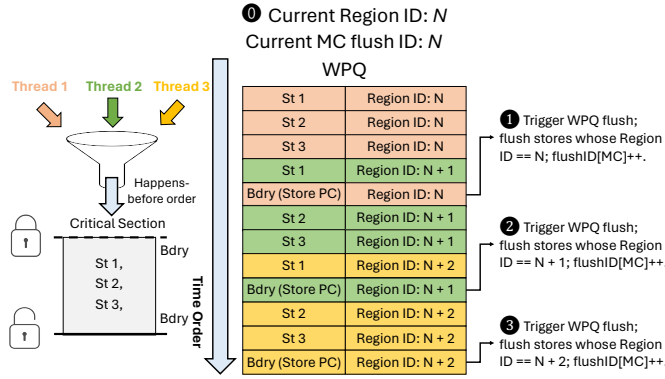 0 Current Region ID: N
Current MC flush ID: N
WPQ
Thread 1 Thread 2 Thread 3
Happens-
before order
Critical Section
Bdry
St 1,
St 2,
St 3,
Bdry
Time Order
St 1 Region ID: N
St 2 Region ID: N
St 3 Region ID: N
St 1 Region ID: N + 1
Bdry (Store PC) Region ID: N
St 2 Region ID: N + 1
St 3 Region ID: N + 1
St 1 Region ID: N + 2
Bdry (Store PC) Region ID: N + 1
St 2 Region ID: N + 2
St 3 Region ID: N + 2
Bdry (Store PC) Region ID: N + 2
1 Trigger WPQ flush;
flush stores whose Region
ID == N; flushID[MC]++.
2 Trigger WPQ flush;
flush stores whose Region
ID == N + 1; flushID[MC]++.
3 Trigger WPQ flush;
flush stores whose Region
ID == N + 2; flushID[MC]++.